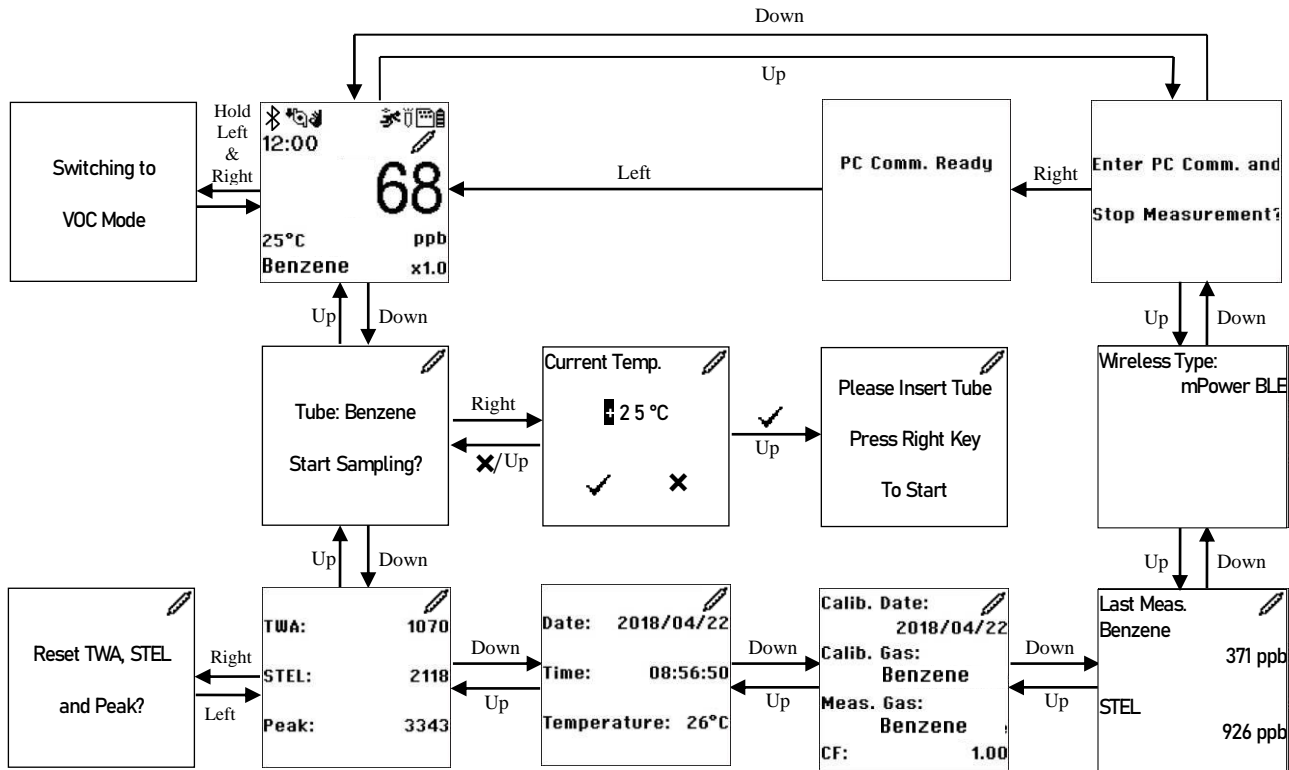 Down
Up
Hold
Left
&
Right
Switching to
VOC Mode
12:00
68
25°C ppb
Benzene x1.0
Left
PC Comm. Ready
Right
Enter PC Comm. and
Stop Measurement?
Up Down
Up Down
Tube: Benzene
Start Sampling?
Right
✕/Up
Current Temp.
+25°C
✓ ✕
✓
Up
Please Insert Tube
Press Right Key
To Start
Wireless Type:
mPower BLE
Up Down
Up Down
Reset TWA, STEL
and Peak?
Right
Left
TWA: 1070
STEL: 2118
Peak: 3343
Down
Up
Date: 2018/04/22
Time: 08:56:50
Temperature: 26°C
Down
Up
Calib. Date:
2018/04/22
Calib. Gas:
Benzene
Meas. Gas:
Benzene
CF: 1.00
Down
Up
Last Meas.
Benzene
371 ppb
STEL
926 ppb